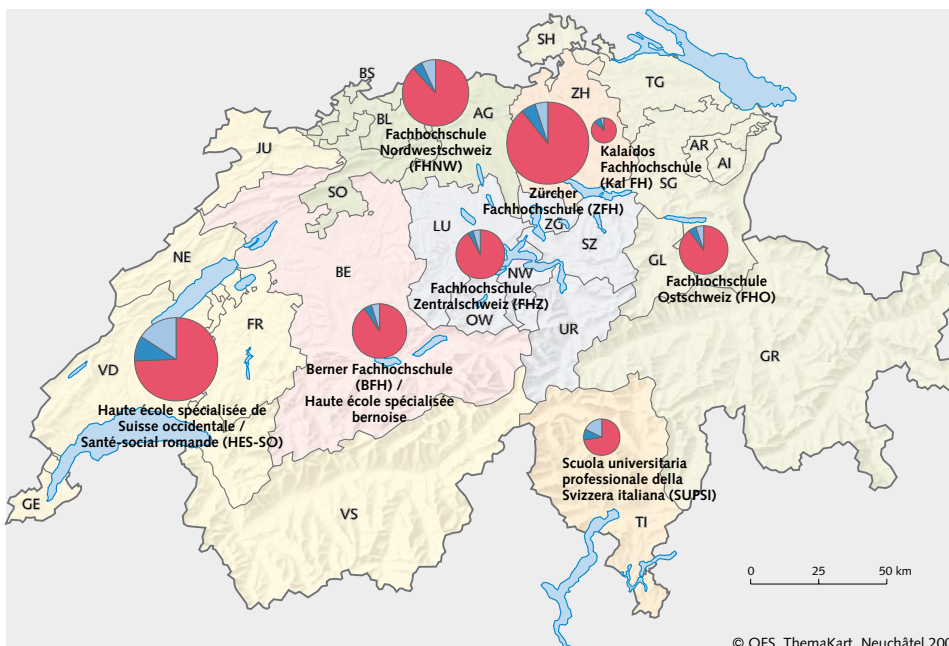 SH
BS
TG
ZH
AG
BL
Fachhochschule
Nordwestschweiz
(FHNW)
Kalaidos
Fachhochschule
(Kal FH)
AR
AI
SG
JU
SO
Zürcher
Fachhochschule (ZFH)
ZG
LU
SZ
NE
BE
GL
NW
Fachhochschule
Zentralschweiz (FHZ)
OW
Fachhochschule
Ostschweiz (FHO)
FR
UR
GR
VD
Berner Fachhochschule
(BFH) /
Haute école spécialisée
bernoise
Haute école spécialisée de
Suisse occidentale /
Santé-social romande (HES-SO)
Scuola universitaria
professionale della
Svizzera italiana (SUPSI)
GE
VS
TI
0 25 50 km
© OFS, ThemaKart, Neuchâtel 200